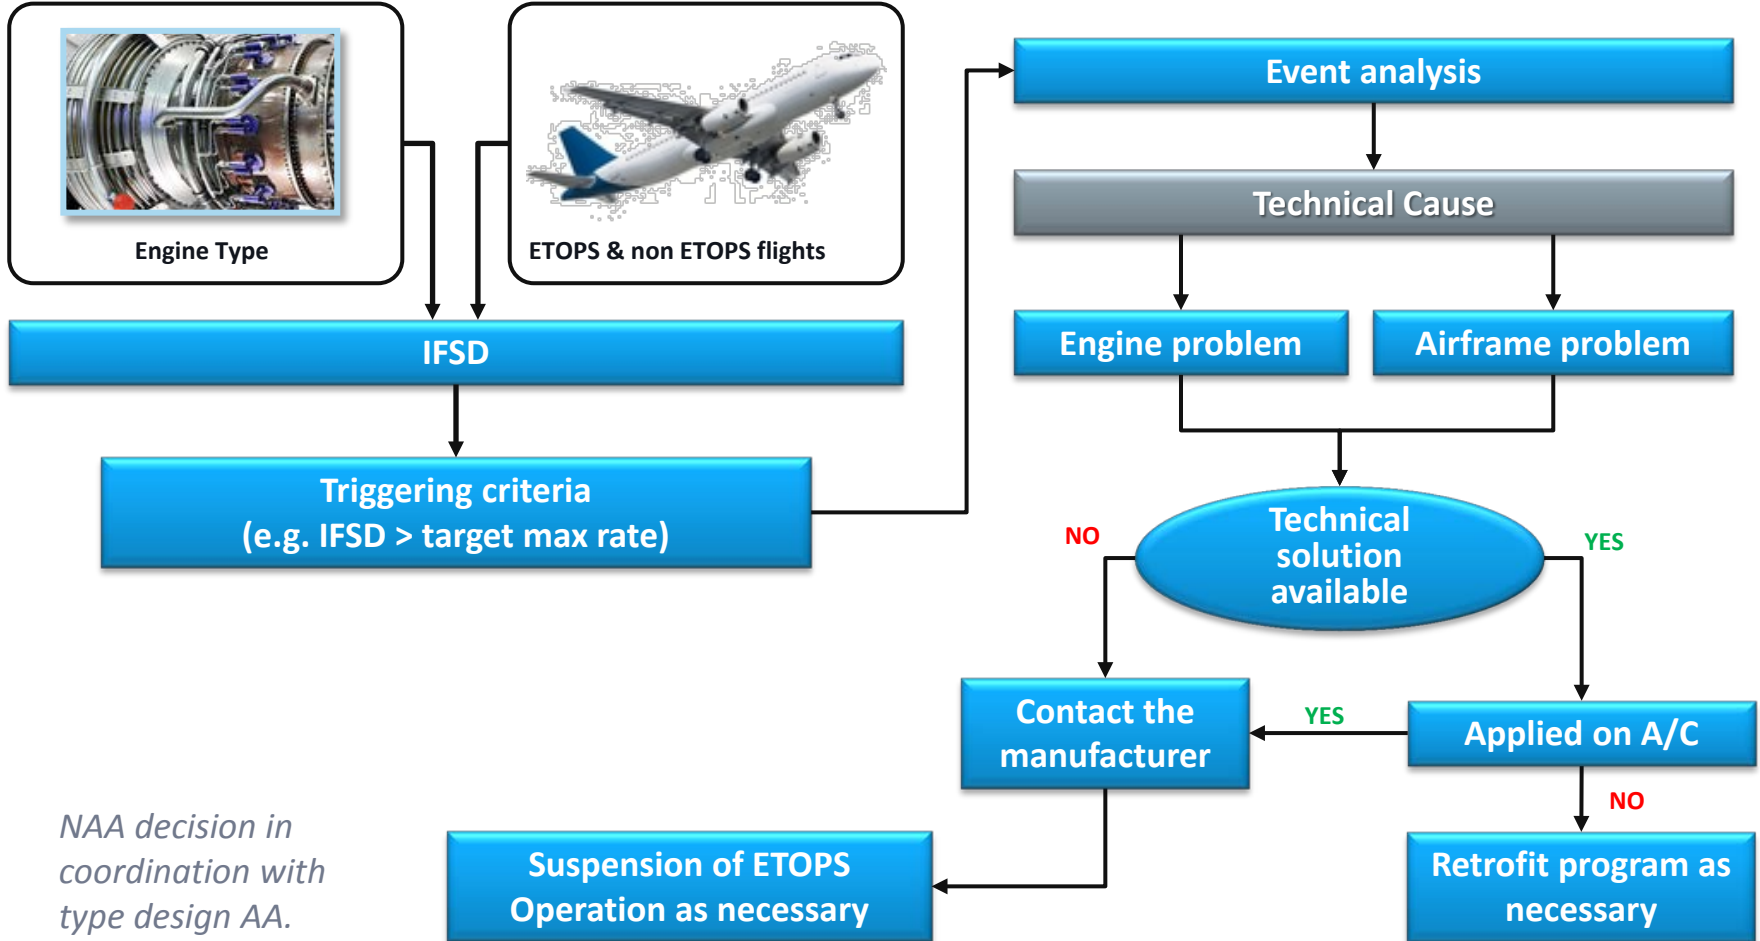 Engine Type
ETOPS & non ETOPS flights
IFSD
Triggering criteria
(e.g. IFSD > target max rate)
Event analysis
Technical Cause
Engine problem
Airframe problem
Technical
solution
available
NO
YES
Contact the
manufacturer
YES
Applied on A/C
NO
Suspension of ETOPS
Operation as necessary
Retrofit program as
necessary
NAA decision in
coordination with
type design AA.